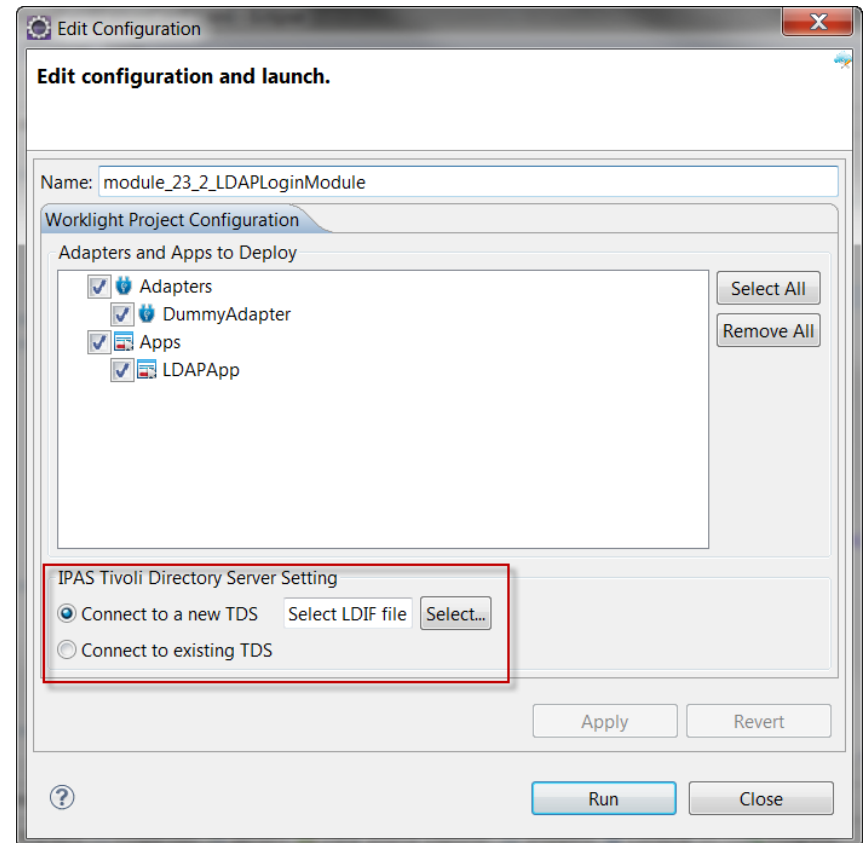 Edit Configuration
X
Edit configuration and launch.
Name: module_23_2_LDAPLoginModule
Worklight Project Configuration
Adapters and Apps to Deploy
Adapters
DummyAdapter
Apps
LDAPApp
Select All
Remove All
IPAS Tivoli Directory Server Setting
Connect to a new TDS Select LDIF file Select...
Connect to existing TDS
Apply Revert
? Run Close